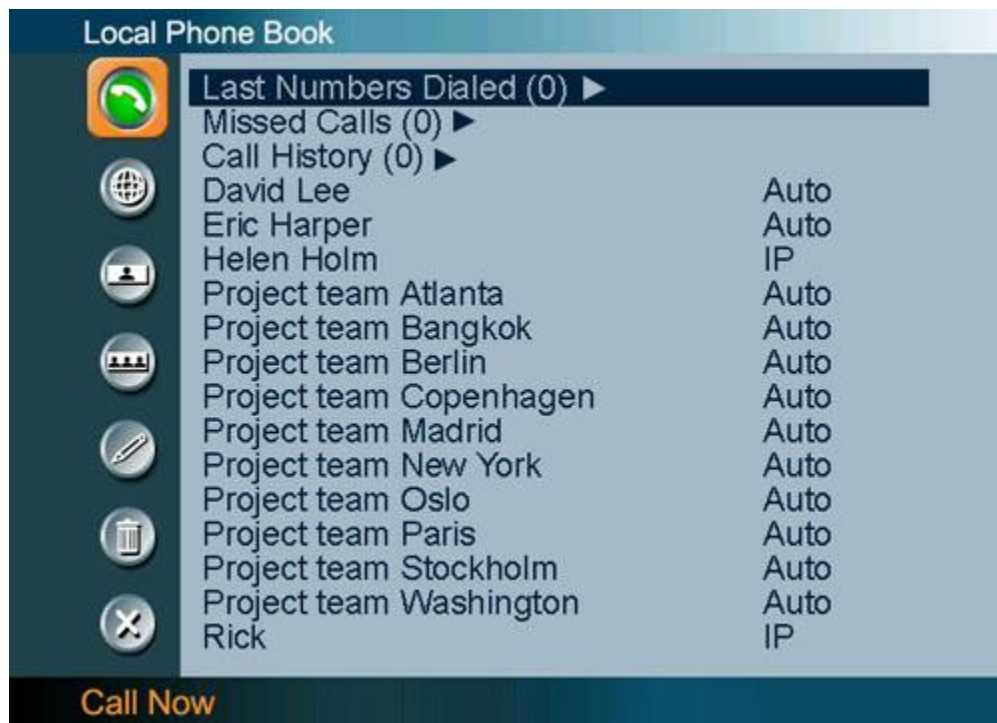 Local Phone Book
Last Numbers Dialed (0) ►
Missed Calls (0) ►
Call History (0) ►
David Lee Auto
Eric Harper Auto
Helen Holm IP
Project team Atlanta Auto
Project team Bangkok Auto
Project team Berlin Auto
Project team Copenhagen Auto
Project team Madrid Auto
Project team New York Auto
Project team Oslo Auto
Project team Paris Auto
Project team Stockholm Auto
Project team Washington Auto
Rick IP
Call Now